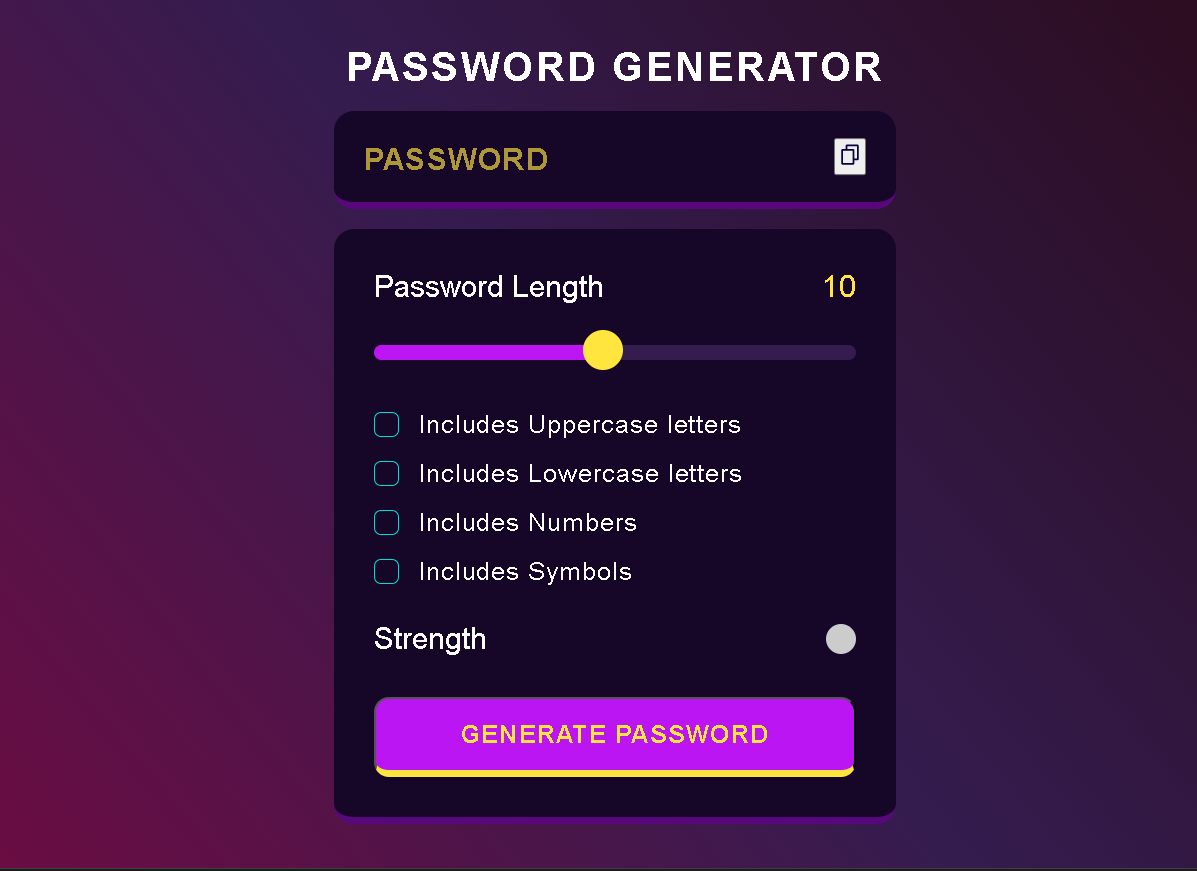 PASSWORD GENERATOR
PASSWORD
Password Length 10
Includes Uppercase letters
Includes Lowercase letters
Includes Numbers
Includes Symbols
Strength
GENERATE PASSWORD